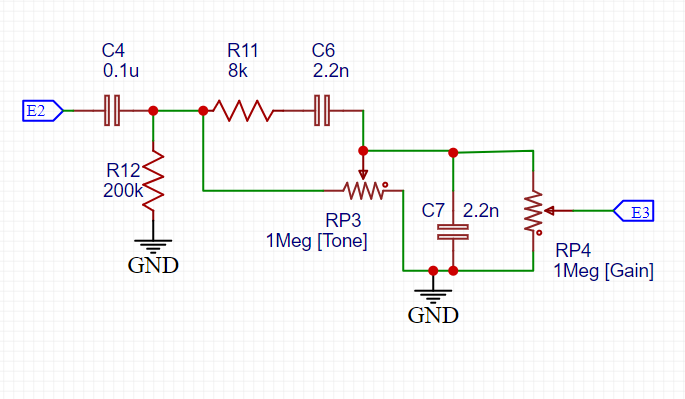 C4
0.1u
R11
8k
C6
2.2n
E2
R12
200k
GND
RP3
1Meg [Tone]
C7 2.2n
E3
RP4
1Meg [Gain]
GND